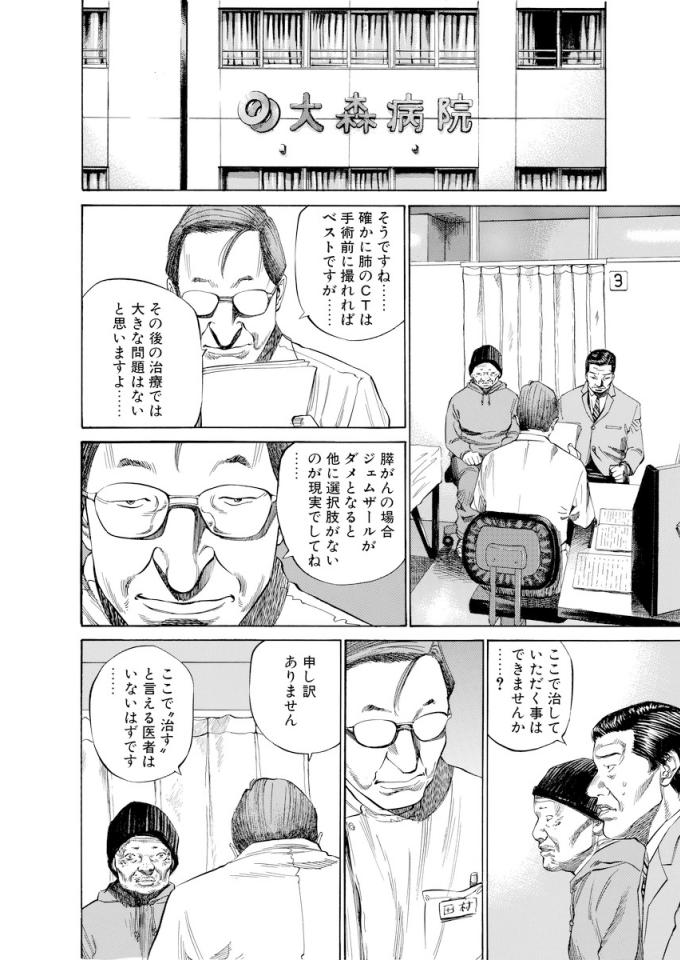 大森病院
3
そうですね……
確かに肺のCTは
手術前に撮れれば
ベストですが……
その後の治療では
大きな問題はない
と思いますよ……
膵がんの場合
ジェムザールが
ダメとなると
他に選択肢がない
のが現実でしてね
ここで治して
いただく事は
できませんか
……？
申し訳
ありません
田村
ここで〝治す〟
と言える医者は
いないはずです
……